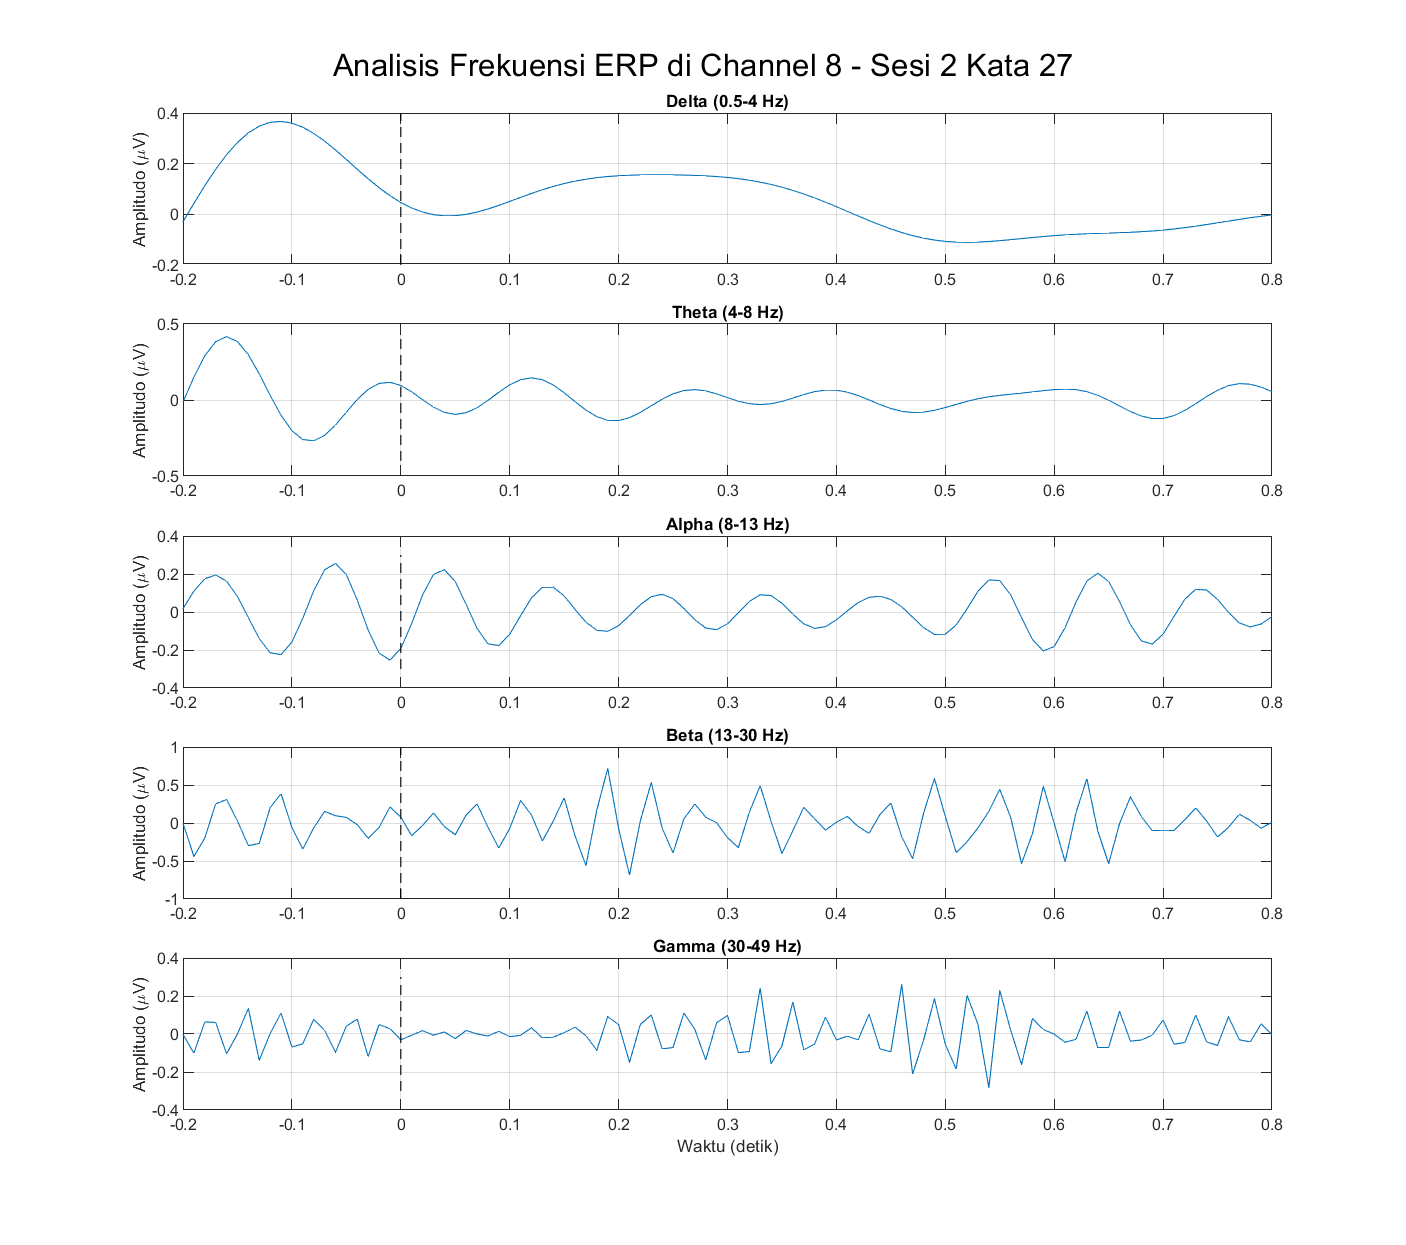 Analisis Frekuensi ERP di Channel 8 - Sesi 2 Kata 27
Delta (0.5-4 Hz)
Amplitudo (μV)
0.4
0.2
0
-0.2
-0.2 -0.1 0 0.1 0.2 0.3 0.4 0.5 0.6 0.7 0.8
Theta (4-8 Hz)
Amplitudo (μV)
0.5
0
-0.5
-0.2 -0.1 0 0.1 0.2 0.3 0.4 0.5 0.6 0.7 0.8
Alpha (8-13 Hz)
Amplitudo (μV)
0.4
0.2
0
-0.2
-0.4
-0.2 -0.1 0 0.1 0.2 0.3 0.4 0.5 0.6 0.7 0.8
Beta (13-30 Hz)
Amplitudo (μV)
1
0.5
0
-0.5
-1
-0.2 -0.1 0 0.1 0.2 0.3 0.4 0.5 0.6 0.7 0.8
Gamma (30-49 Hz)
Amplitudo (μV)
0.4
0.2
0
-0.2
-0.4
-0.2 -0.1 0 0.1 0.2 0.3 0.4 0.5 0.6 0.7 0.8
Waktu (detik)